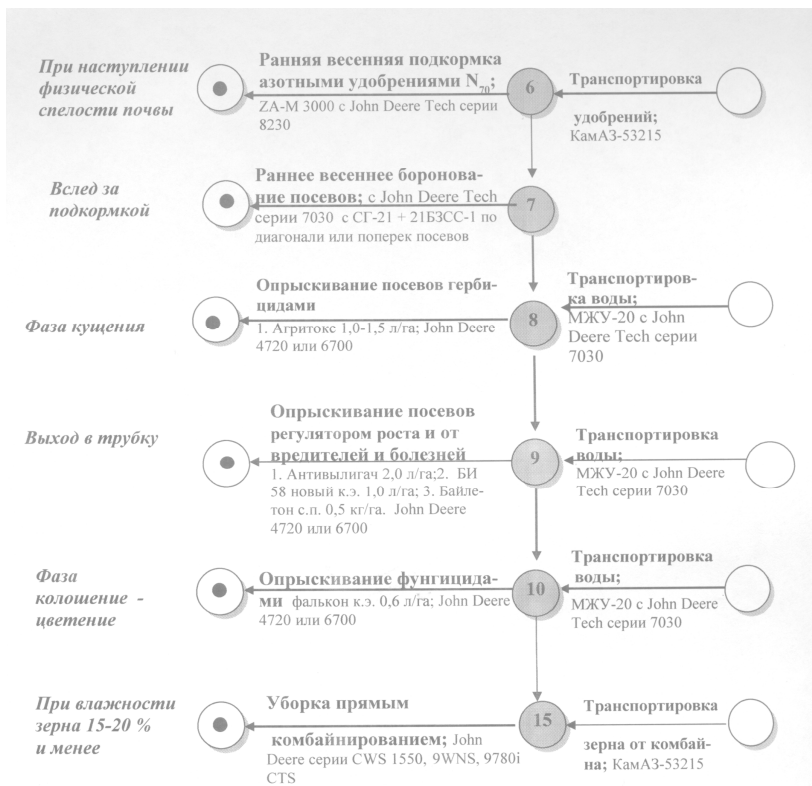 При наступлении
физической
спелости почвы
Ранняя весенняя подкормка
азотными удобрениями N70;
ZA-M 3000 с John Deere Tech серии
8230
6
Транспортировка
удобрений;
КамАЗ-53215
Вслед за
подкормкой
Раннее весеннее боронова-
ние посевов; с John Deere Tech
серии 7030 с СГ-21 + 21БЗСС-1 по
диагонали или поперек посевов
7
Фаза кущения
Опрыскивание посевов герби-
цидами
1. Агритокс 1,0-1,5 л/га; John Deere
4720 или 6700
8
Транспортиров-
ка воды;
МЖУ-20 с John
Deere Tech серии
7030
Выход в трубку
Опрыскивание посевов
регулятором роста и от
вредителей и болезней
1. Антивылигач 2,0 л/га;2. БИ
58 новый к.э. 1,0 л/га; 3. Байле-
тон с.п. 0,5 кг/га. John Deere
4720 или 6700
9
Транспортировка
воды;
МЖУ-20 с John Deere
Tech серии 7030
Фаза
колошение -
цветение
Опрыскивание фунгицида-
ми фалькон к.э. 0,6 л/га; John Deere
4720 или 6700
10
Транспортировка
воды;
МЖУ-20 с John Deere
Tech серии 7030
При влажности
зерна 15-20 %
и менее
Уборка прямым
комбайнированием; John
Deere серии CWS 1550, 9WNS, 9780i
CTS
15
Транспортировка
зерна от комбай-
на; КамАЗ-53215